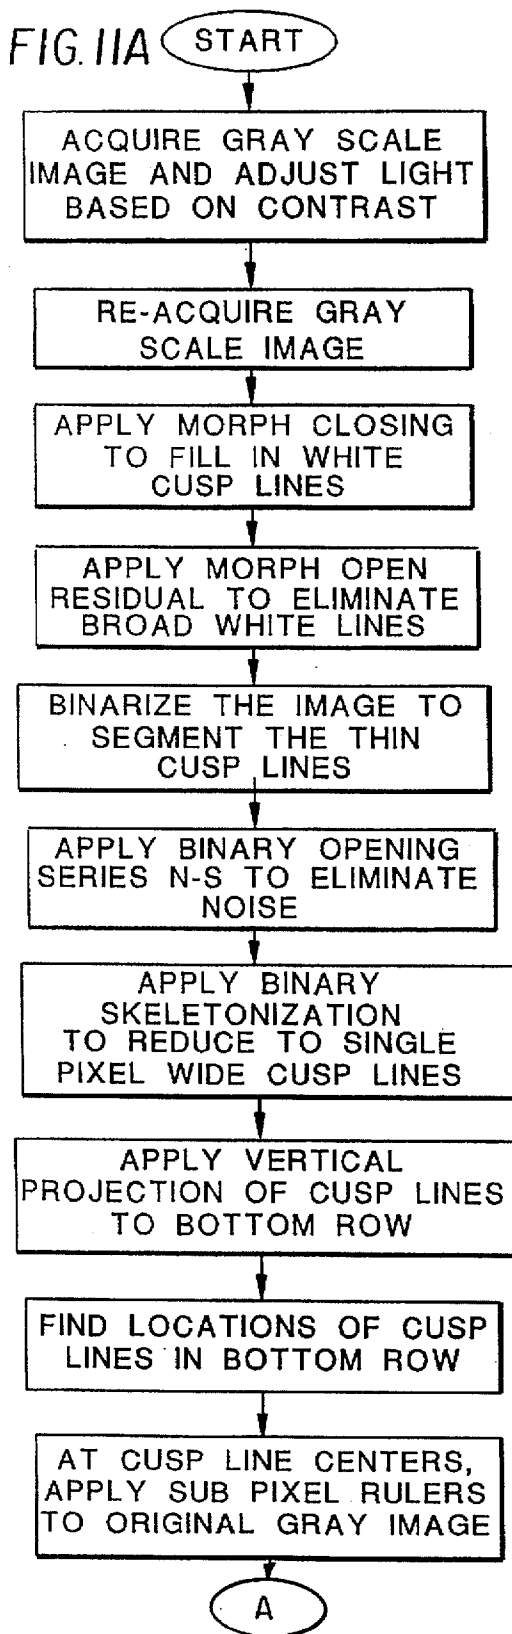 FIG. 11A
START
ACQUIRE GRAY SCALE
IMAGE AND ADJUST LIGHT
BASED ON CONTRAST
RE-ACQUIRE GRAY
SCALE IMAGE
APPLY MORPH CLOSING
TO FILL IN WHITE
CUSP LINES
APPLY MORPH OPEN
RESIDUAL TO ELIMINATE
BROAD WHITE LINES
BINARIZE THE IMAGE TO
SEGMENT THE THIN
CUSP LINES
APPLY BINARY OPENING
SERIES N-S TO ELIMINATE
NOISE
APPLY BINARY
SKELETONIZATION
TO REDUCE TO SINGLE
PIXEL WIDE CUSP LINES
APPLY VERTICAL
PROJECTION OF CUSP LINES
TO BOTTOM ROW
FIND LOCATIONS OF CUSP
LINES IN BOTTOM ROW
AT CUSP LINE CENTERS,
APPLY SUB PIXEL RULERS
TO ORIGINAL GRAY IMAGE
A